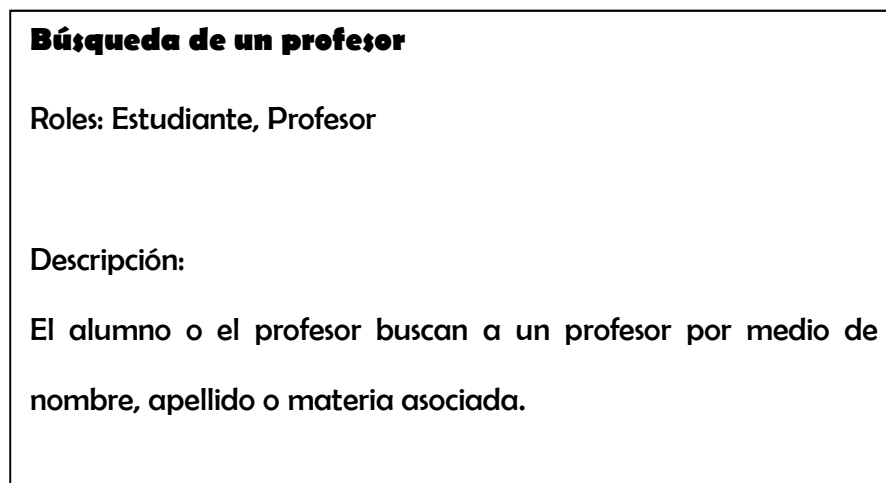 Búsqueda de un profesor
Roles: Estudiante, Profesor
Descripción:
El alumno o el profesor buscan a un profesor por medio de
nombre, apellido o materia asociada.